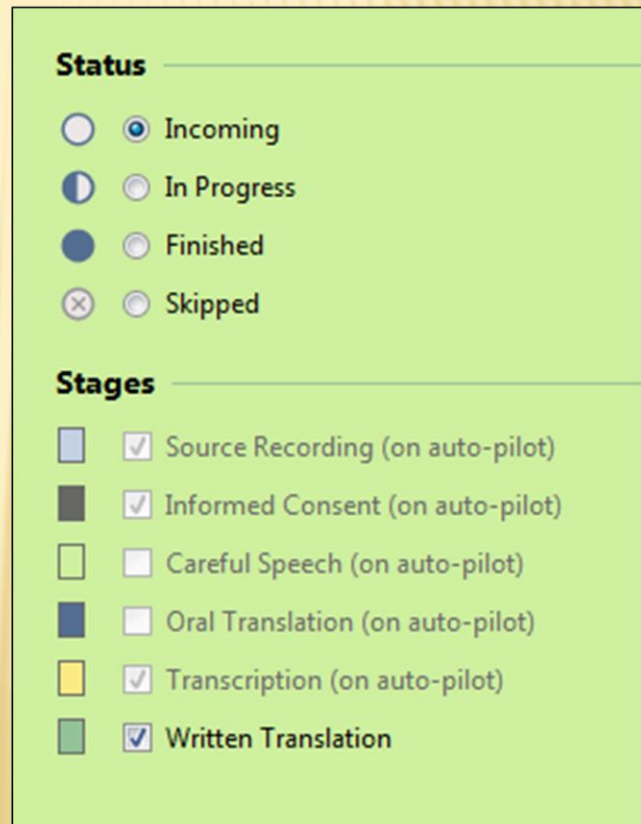 Status
Incoming
In Progress
Finished
Skipped
Stages
Source Recording (on auto-pilot)
Informed Consent (on auto-pilot)
Careful Speech (on auto-pilot)
Oral Translation (on auto-pilot)
Transcription (on auto-pilot)
Written Translation